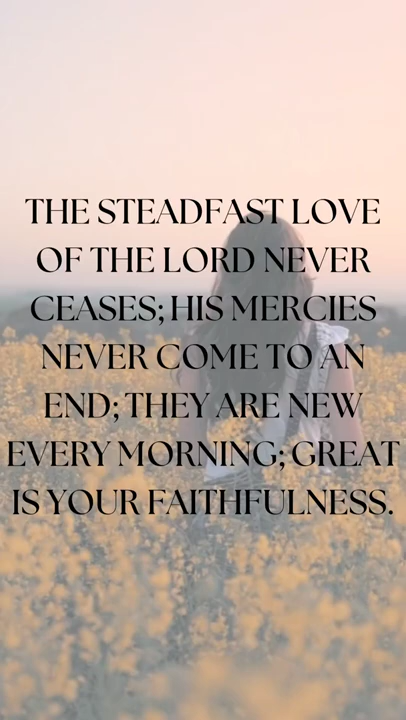 THE STEADFAST LOVE
OF THE LORD NEVER
CEASES; HIS MERCIES
NEVER COME TO AN
END; THEY ARE NEW
EVERY MORNING; GREAT
IS YOUR FAITHFULNESS.